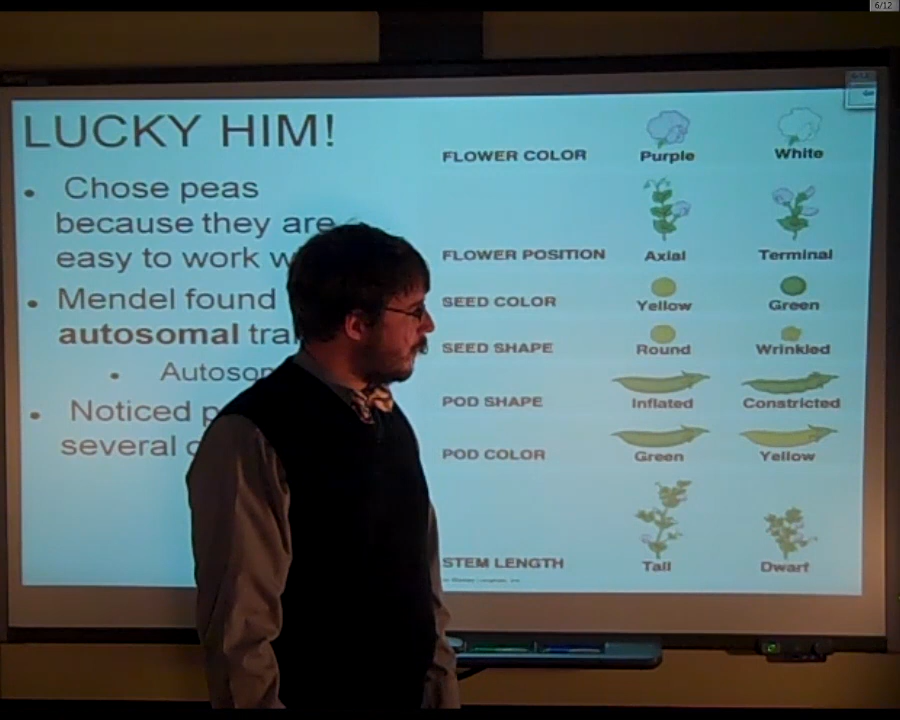 6/12
LUCKY HIM!
• Chose peas
because they are
easy to work
• Mendel found
autosomal
•
• Noticed
several
FLOWER COLOR Purple White
FLOWER POSITION Axial Terminal
SEED COLOR Yellow Green
SEED SHAPE Round Wrinkled
POD SHAPE Inflated Constricted
POD COLOR Green Yellow
STEM LENGTH Tall Dwarf